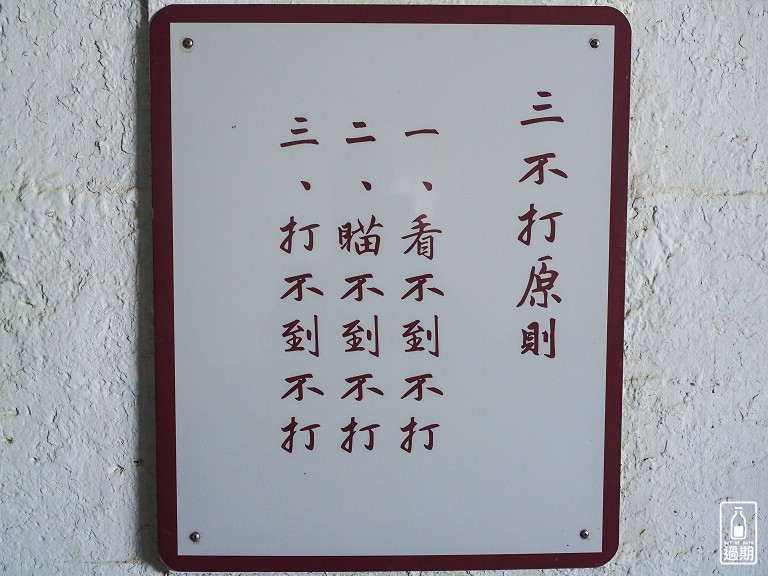 三不打原則
一、看不到不打
二、瞄不到不打
三、打不到不打
過期